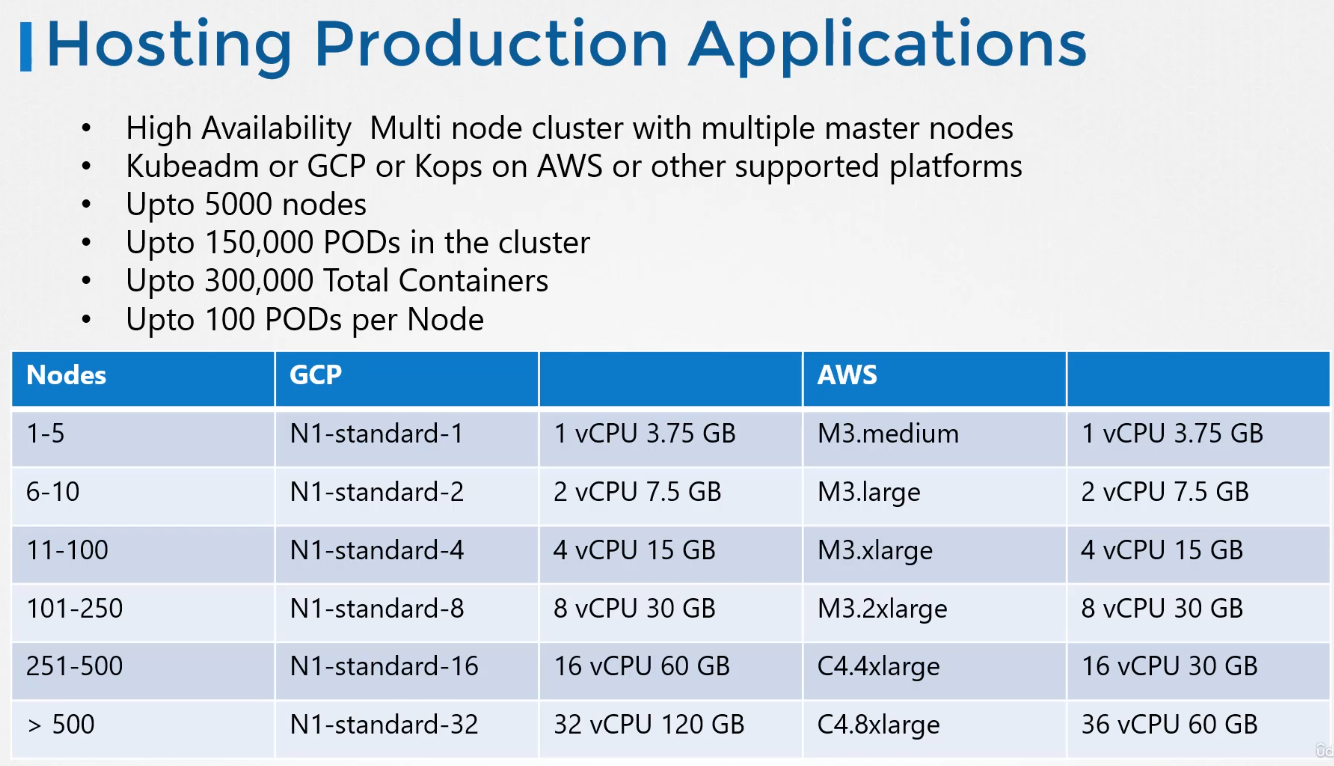 Hosting Production Applications
• High Availability  Multi node cluster with multiple master nodes
• Kubeadm or GCP or Kops on AWS or other supported platforms
• Upto 5000 nodes
• Upto 150,000 PODs in the cluster
• Upto 300,000 Total Containers
• Upto 100 PODs per Node
Nodes GCP AWS
1-5 N1-standard-1 1 vCPU 3.75 GB M3.medium 1 vCPU 3.75 GB
6-10 N1-standard-2 2 vCPU 7.5 GB M3.large 2 vCPU 7.5 GB
11-100 N1-standard-4 4 vCPU 15 GB M3.xlarge 4 vCPU 15 GB
101-250 N1-standard-8 8 vCPU 30 GB M3.2xlarge 8 vCPU 30 GB
251-500 N1-standard-16 16 vCPU 60 GB C4.4xlarge 16 vCPU 30 GB
> 500 N1-standard-32 32 vCPU 120 GB C4.8xlarge 36 vCPU 60 GB